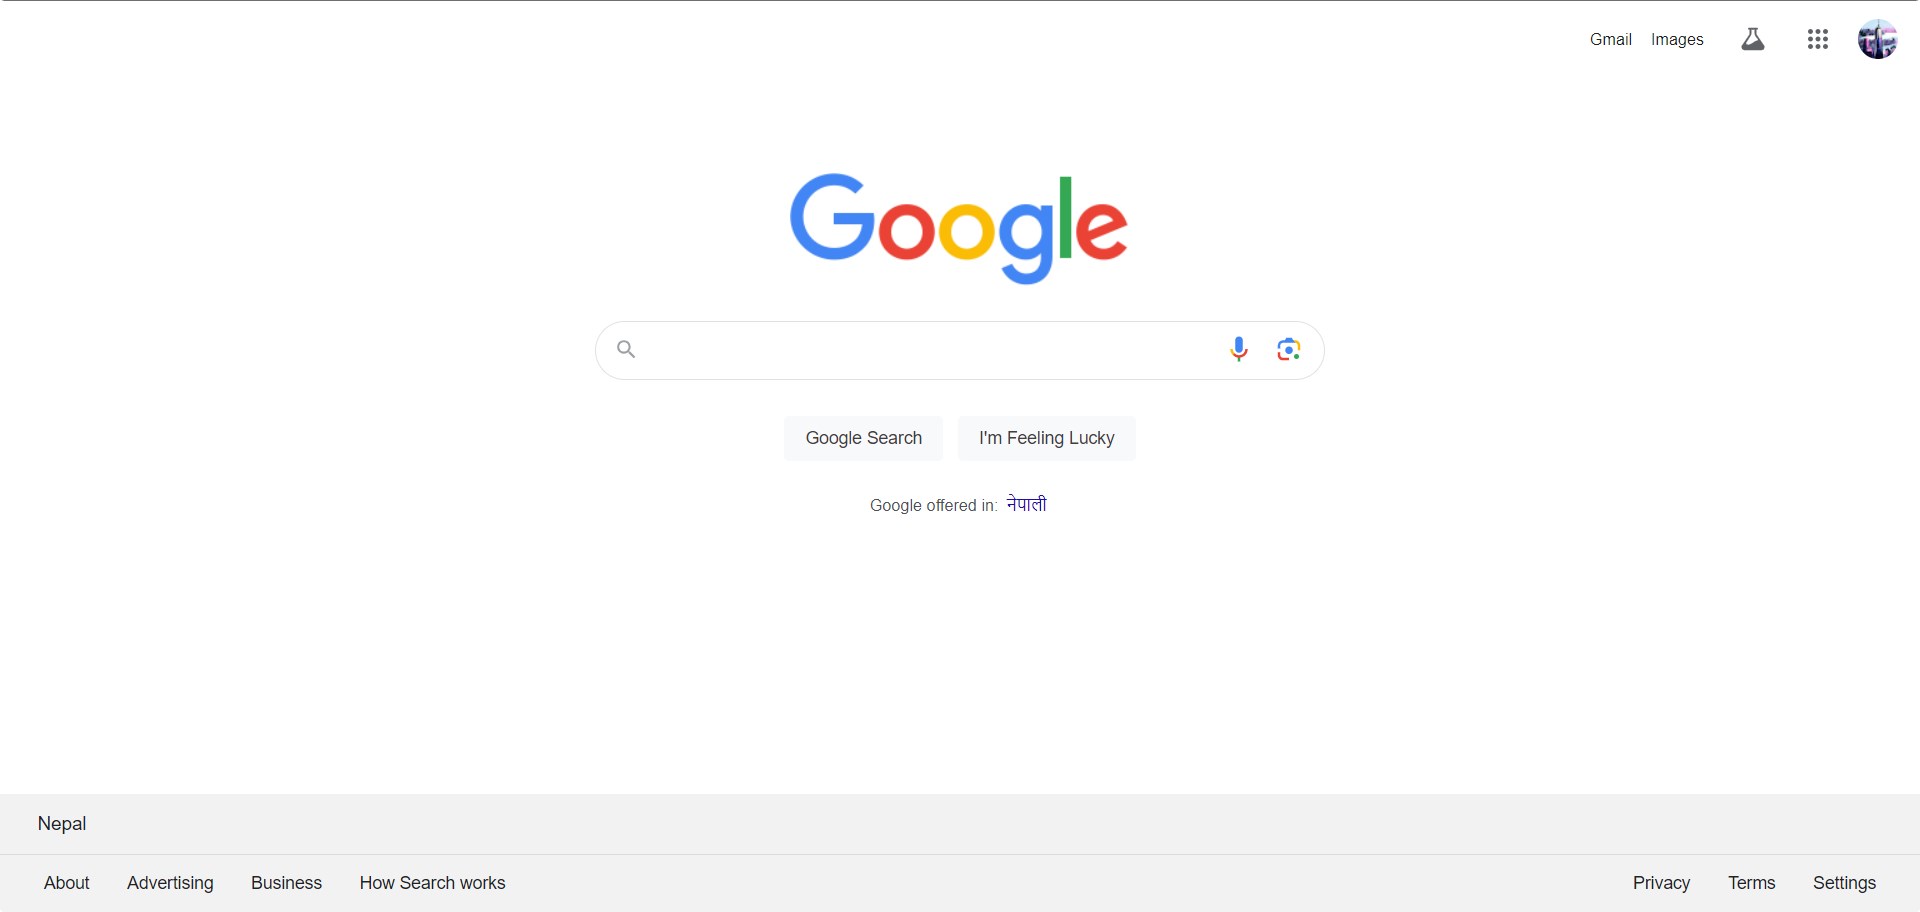 Gmail Images
Google
Google Search I'm Feeling Lucky
Google offered in: नेपाली
Nepal
About Advertising Business How Search works Privacy Terms Settings